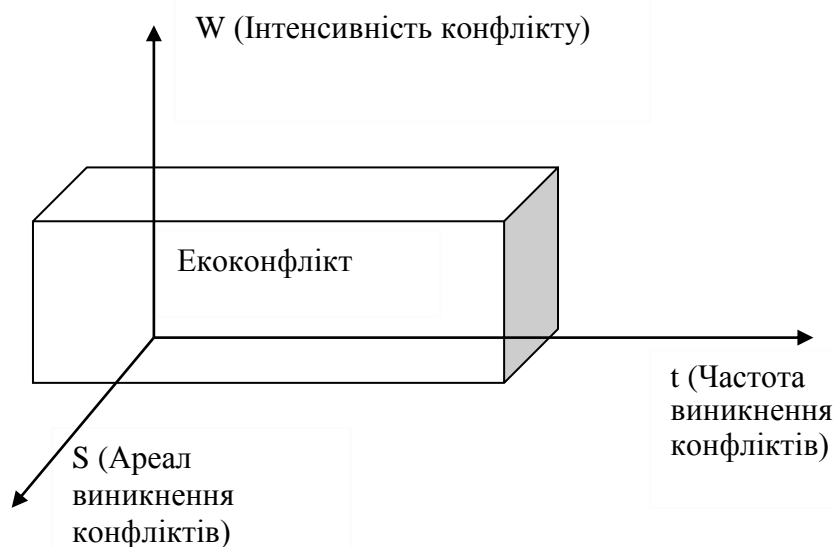 W (Інтенсивність конфлікту)
Екоконфлікт
t (Частота
виникнення
конфліктів)
S (Ареал
виникнення
конфліктів)